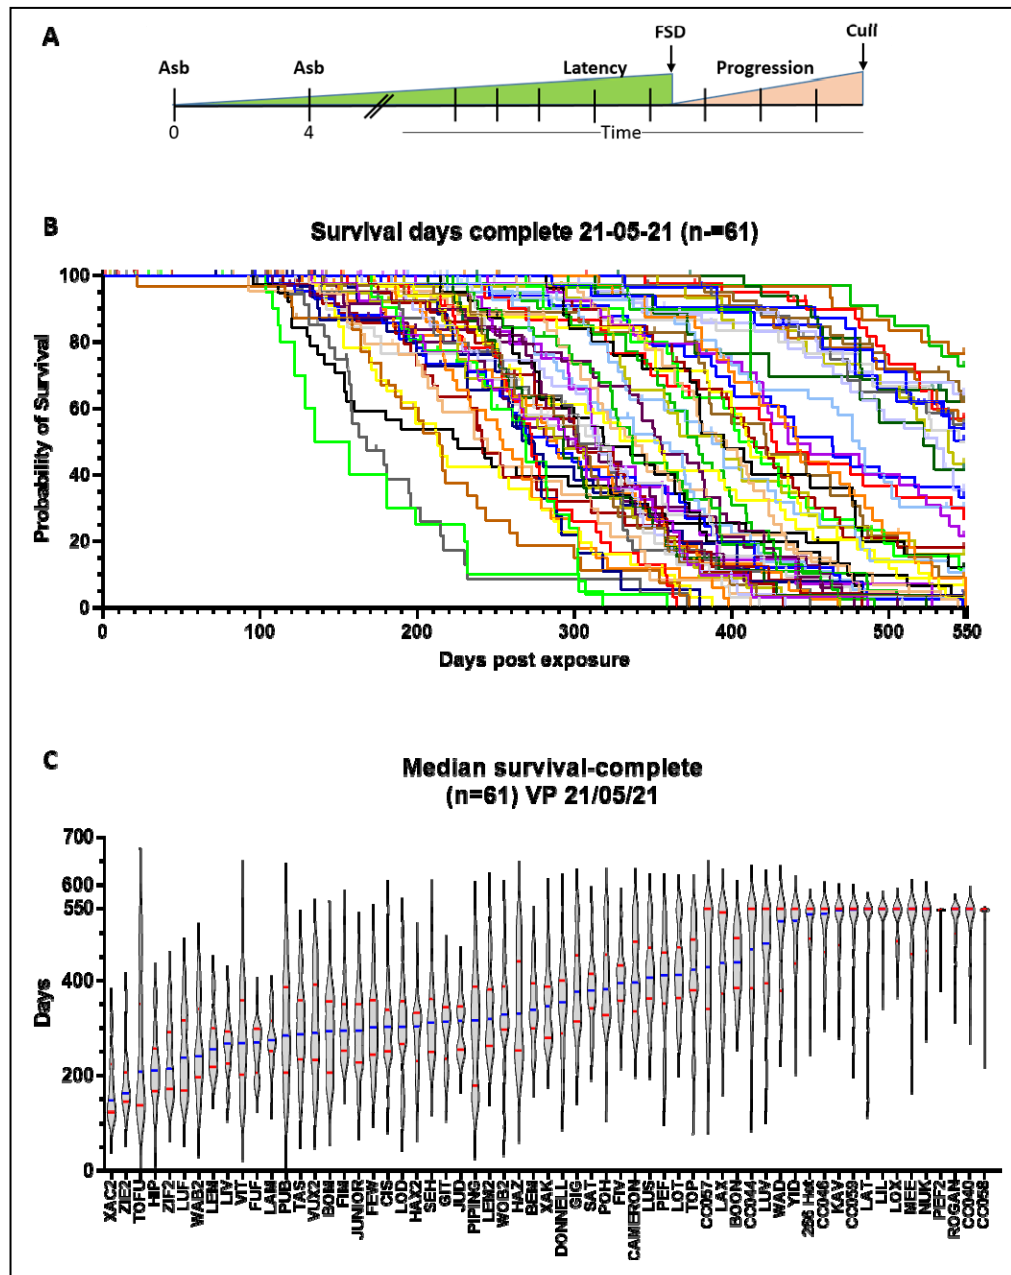 A
FSD
Cull
Asb
Asb
Latency
Progression
0
4
Time
B
Survival days complete 21-05-21 (n-=61)
Probability of Survival
100
80
60
40
20
0
0
100
200
300
400
500
550
Days post exposure
C
Median survival-complete
(n=61) VP 21/05/21
Days
700
600
550
400
200
0
XAC2
ZIE2
TOFU
HIP
ZIF2
LUF
WAB2
LEN
LIV
VIT
FUF
LAM
PUB
TAS
VUX2
BOM
FIM
JUNIOR
FEW
CIS
LOD
HAX2
SEH
GIT
JUD
PIPING
LEM2
WOB2
HAZ
BEM
XAK
DONNELL
GIG
SAT
POH
FIV
CAMERON
LUS
PEF
LOT
TOP
CC057
LAX
BOON
CC044
LUV
WAD
YID
CC046
KAV
CC059
LAT
LIL
LOX
MEE
NUK
PEF2
ROGAN
CC040
CC058